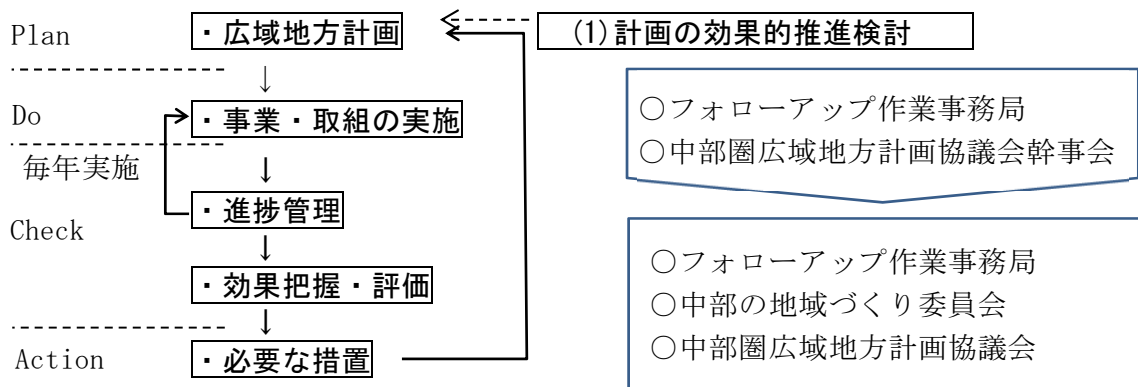 Plan
・広域地方計画
(1)計画の効果的推進検討
↓
Do
・事業・取組の実施
毎年実施
↓
Check
・進捗管理
↓
・効果把握・評価
↓
Action
・必要な措置
○フォローアップ作業事務局
○中部圏広域地方計画協議会幹事会
○フォローアップ作業事務局
○中部の地域づくり委員会
○中部圏広域地方計画協議会